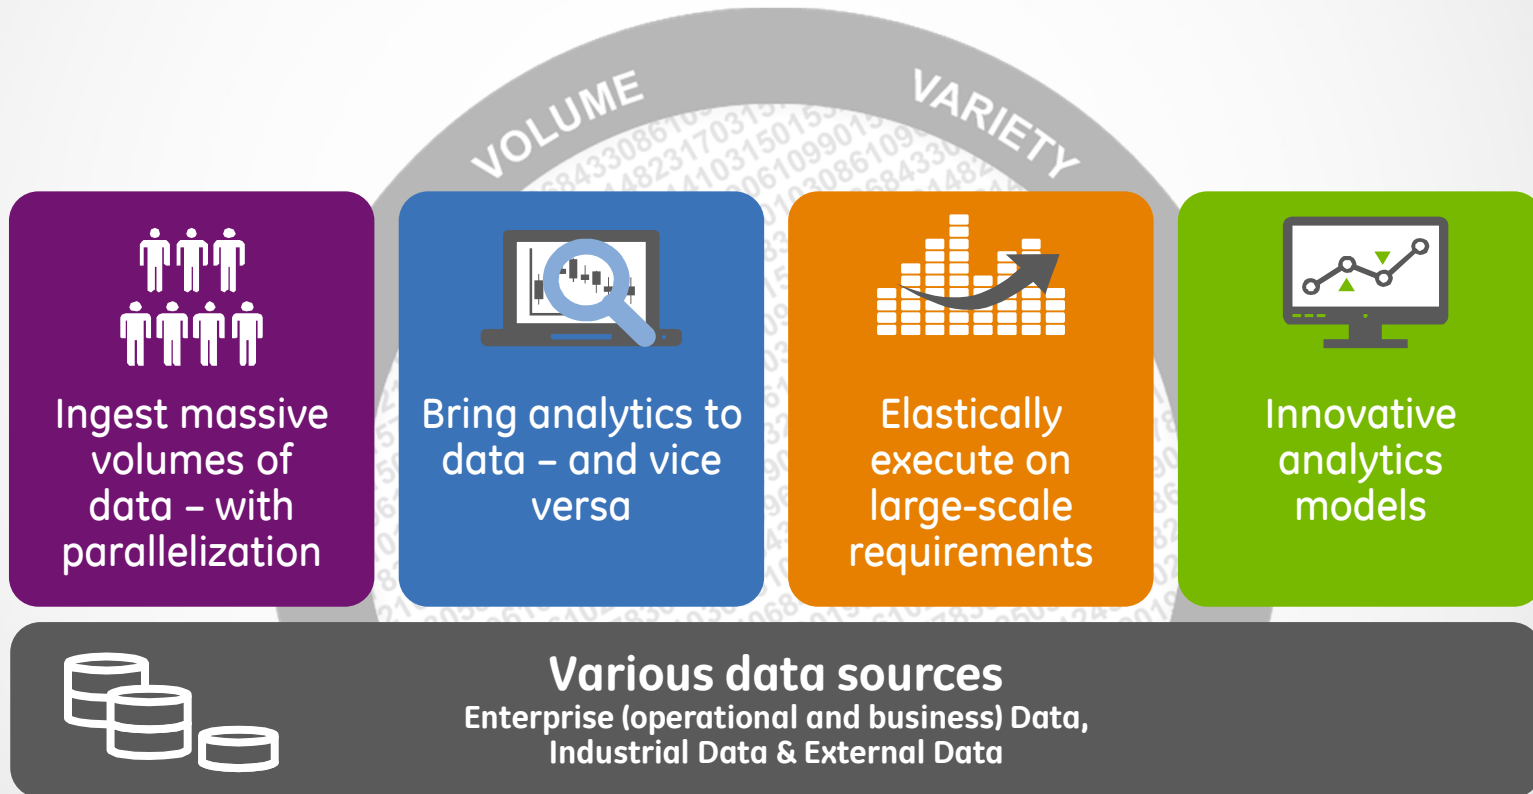 VOLUME
VARIETY
Ingest massive
volumes of
data – with
parallelization
Bring analytics to
data – and vice
versa
Elastically
execute on
large-scale
requirements
Innovative
analytics
models
Various data sources
Enterprise (operational and business) Data,
Industrial Data & External Data